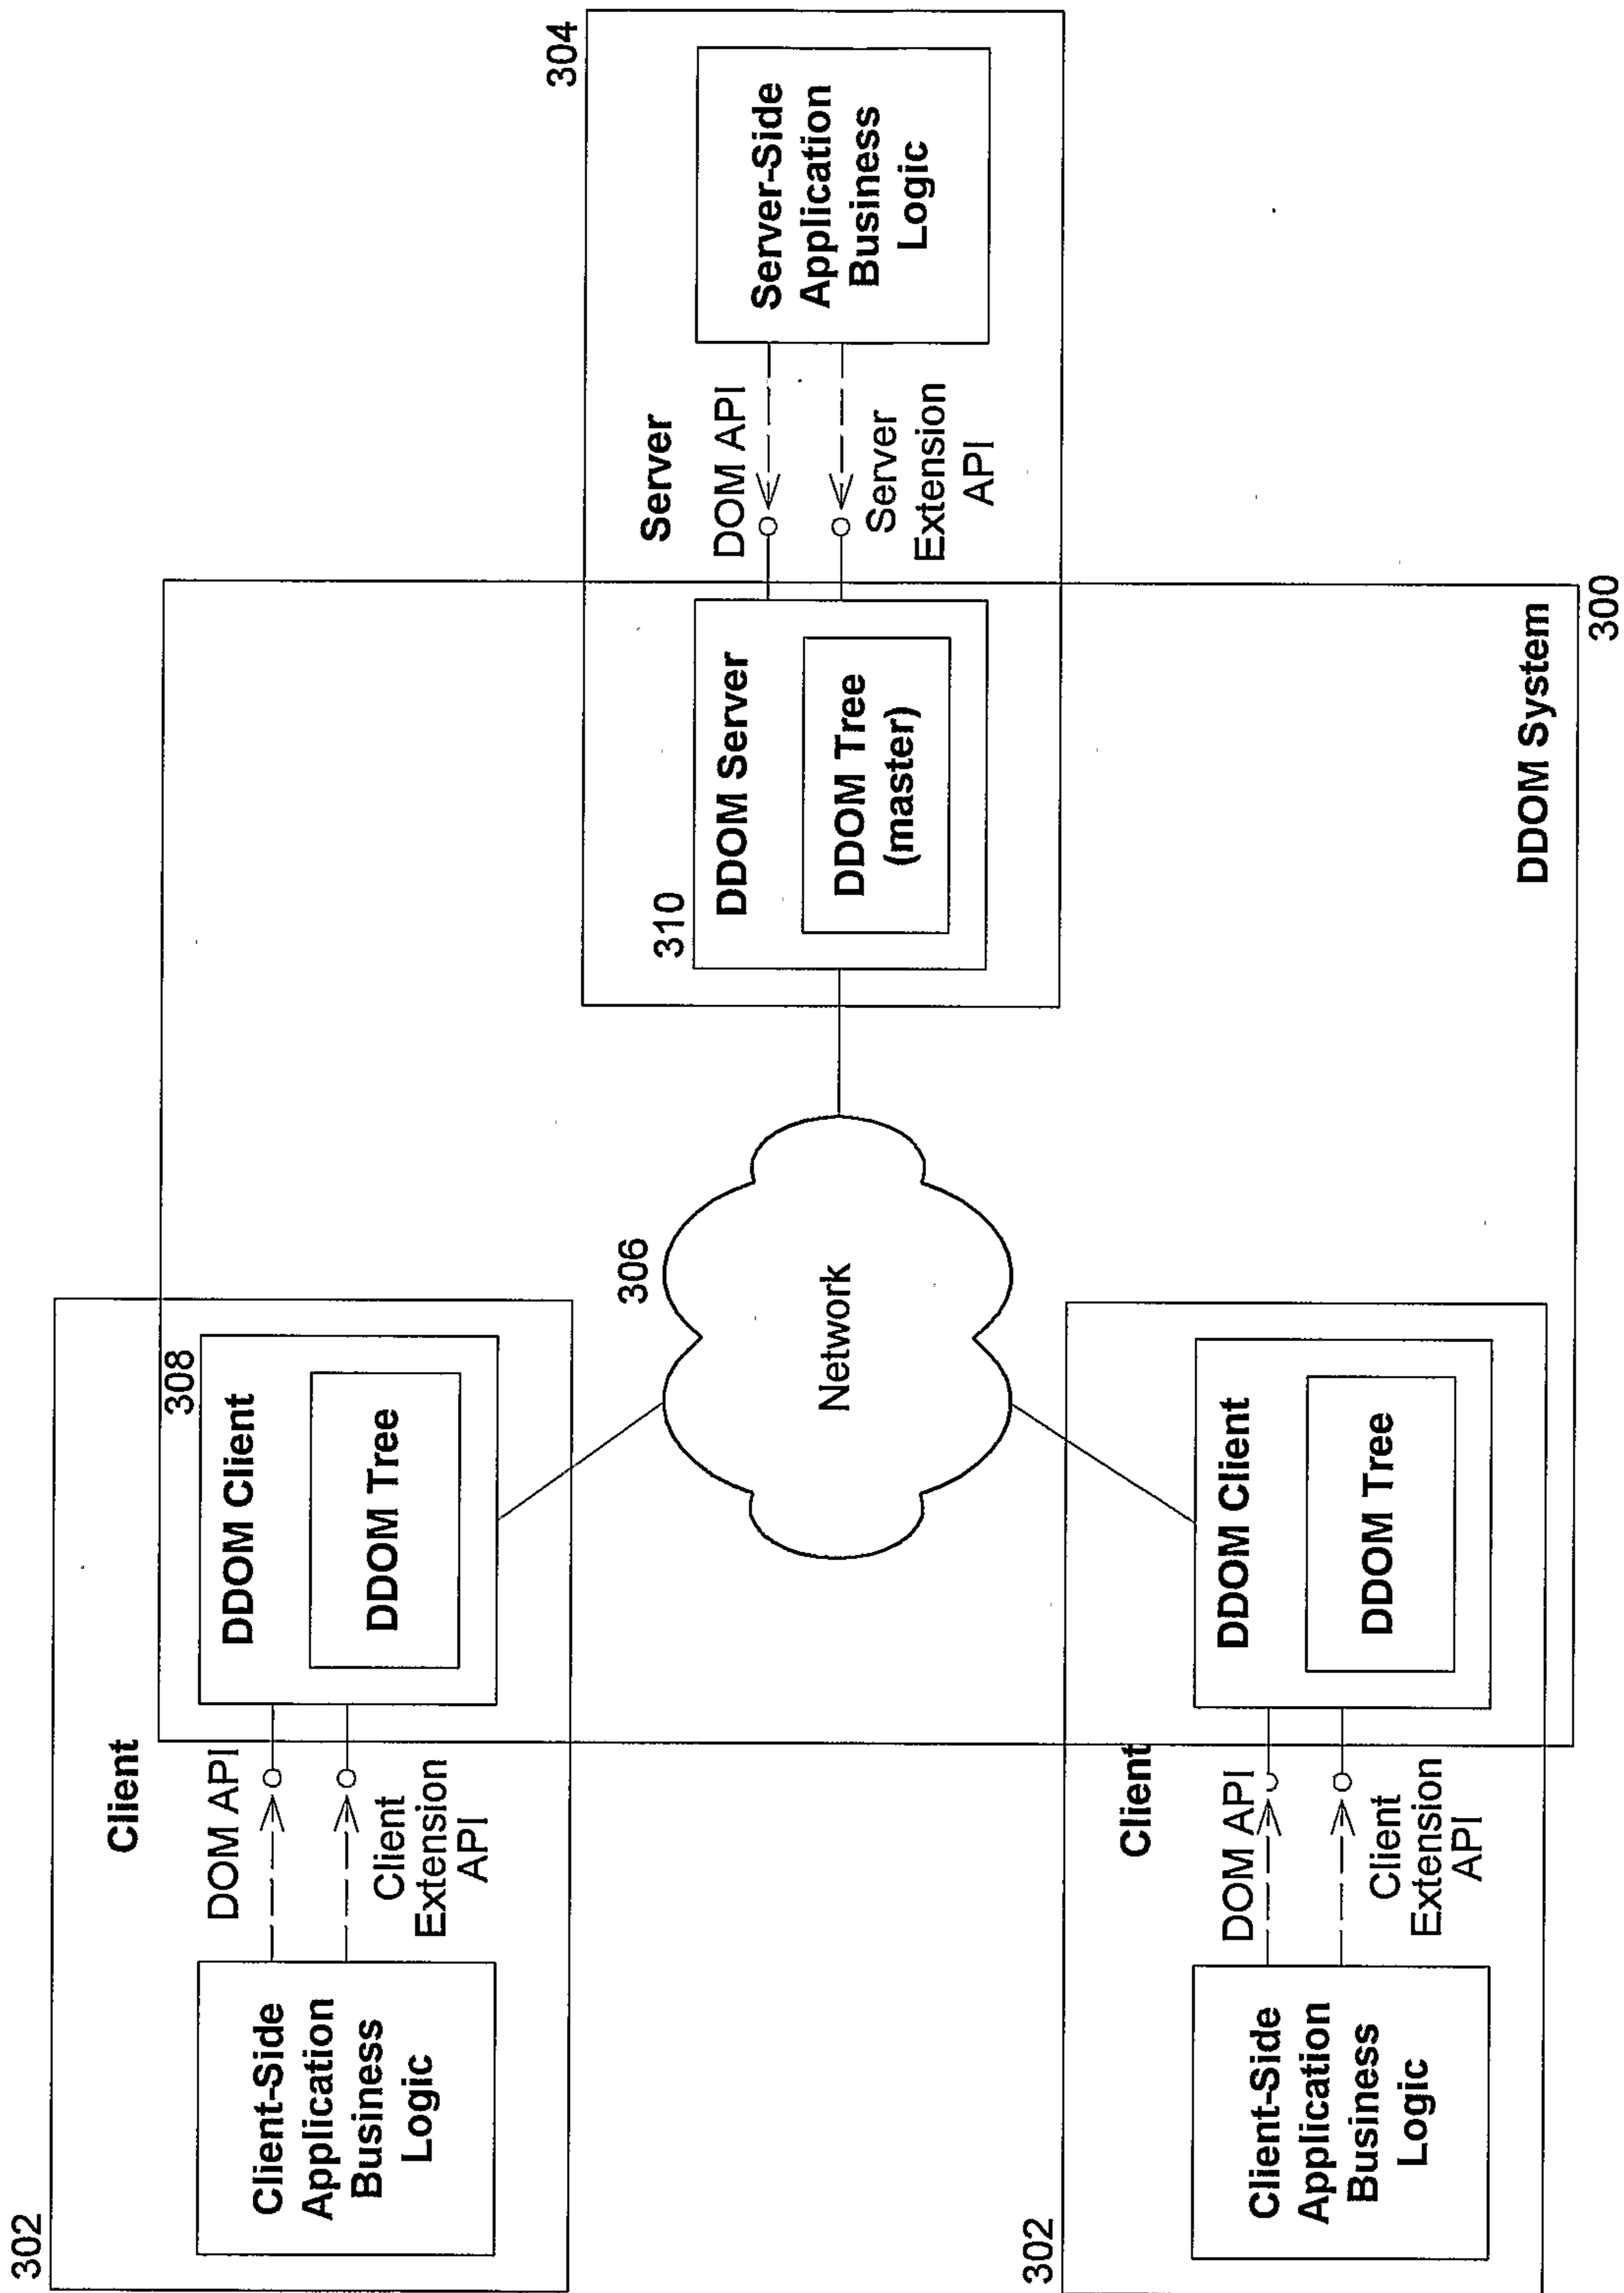 302
Client
Client-Side
Application
Business
Logic
DOM API
Client
Extension
API
308
DDOM Client
DDOM Tree
306
Network
302
Client
Client-Side
Application
Business
Logic
DOM API
Client
Extension
API
DDOM Client
DDOM Tree
304
Server
310
DDOM Server
DDOM Tree
(master)
DOM API
Server
Extension
API
Server-Side
Application
Business
Logic
DDOM System
300